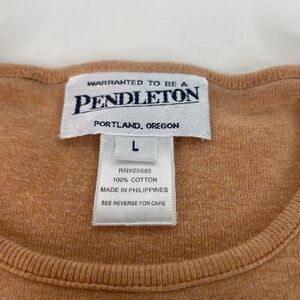 WARRANTED TO BE A
PENDLETON
PORTLAND, OREGON
L
RN#29685
100% COTTON
MADE IN PHILIPPINES
SEE REVERSE FOR CARE